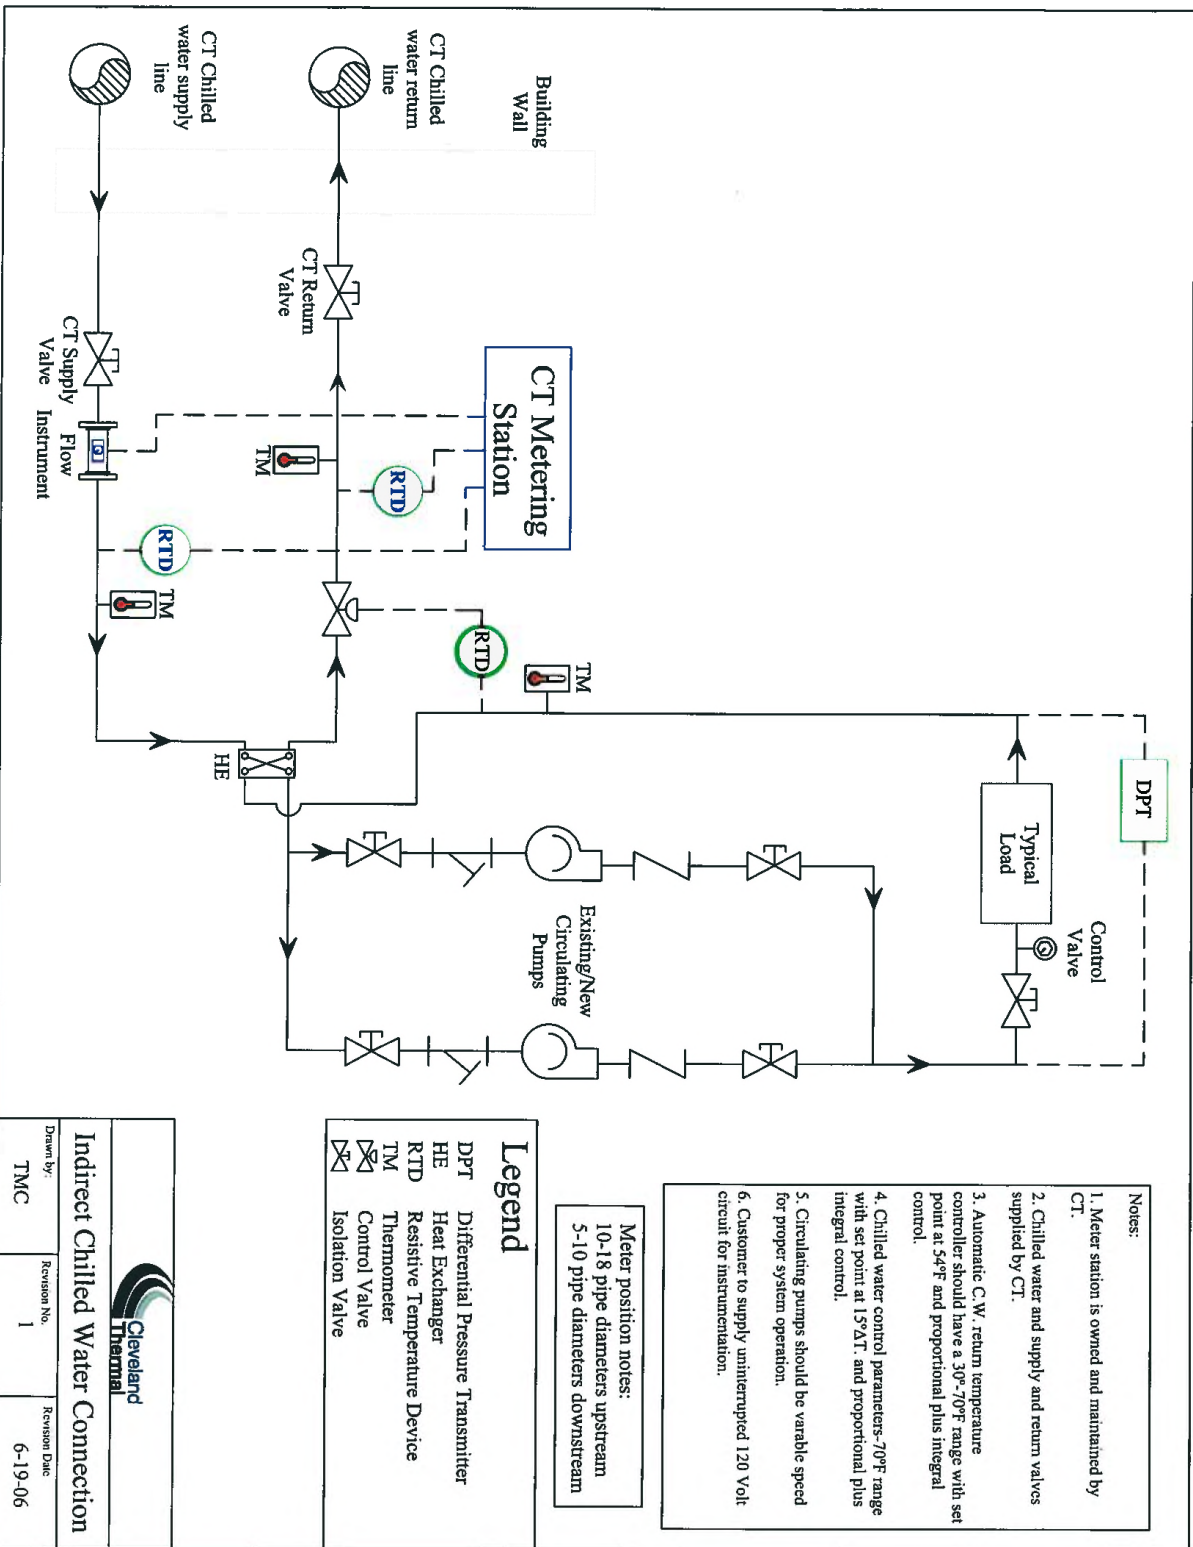 CT Chilled
water supply
line
CT Chilled
water return
line
Building
Wall
CT Supply
Valve
Flow
Instrument
Q
CT Return
Valve
CT Metering
Station
TM
RTD
RTD
TM
RTD
TM
HE
Existing/New
Circulating
Pumps
Typical
Load
Control
Valve
DPT
Notes:
1. Meter station is owned and maintained by
CT.
2. Chilled water and supply and return valves
supplied by CT.
3. Automatic C.W. return temperature
controller should have a 30°-70°F range with set
point at 54°F and proportional plus integral
control.
4. Chilled water control parameters-70°F range
with set point at 15°ΔT. and proportional plus
integral control.
5. Circulating pumps should be varable speed
for proper system operation.
6. Customer to supply uninterrupted 120 Volt
circuit for instrumentation.
Meter position notes:
10-18 pipe diameters upstream
5-10 pipe diameters downstream
Legend
DPT Differential Pressure Transmitter
HE Heat Exchanger
RTD Resistive Temperature Device
TM Thermometer
Control Valve
Isolation Valve
Cleveland
Thermal
Indirect Chilled Water Connection
Drawn by:
TMC
Revision No.
1
Revision Date
6-19-06